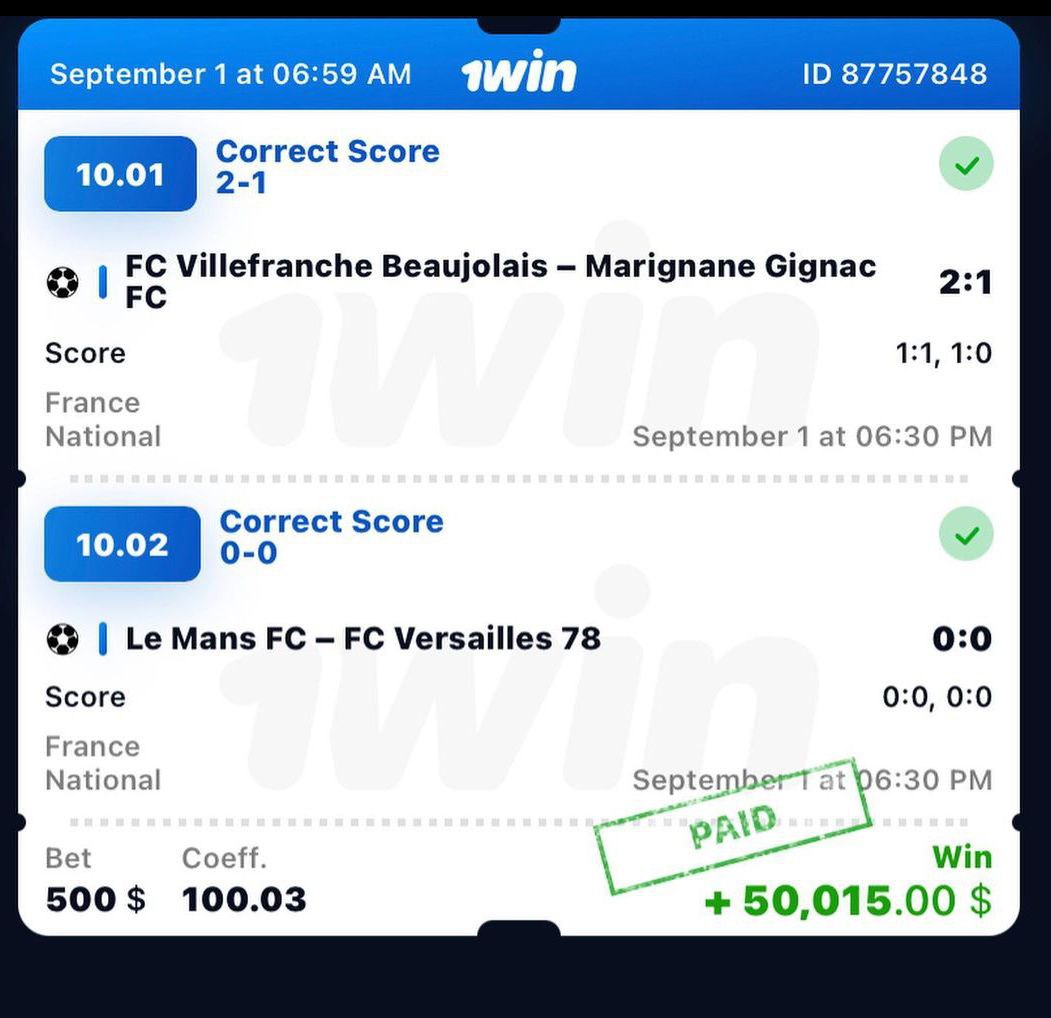 September 1 at 06:59 AM 1win ID 87757848
10.01 Correct Score
2-1
FC Villefranche Beaujolais – Marignane Gignac
FC 2:1
Score 1:1, 1:0
France
National September 1 at 06:30 PM
10.02 Correct Score
0-0
Le Mans FC – FC Versailles 78 0:0
Score 0:0, 0:0
France
National September 1 at 06:30 PM
PAID
Bet Coeff. Win
500 $ 100.03 + 50,015.00 $
1win
1win